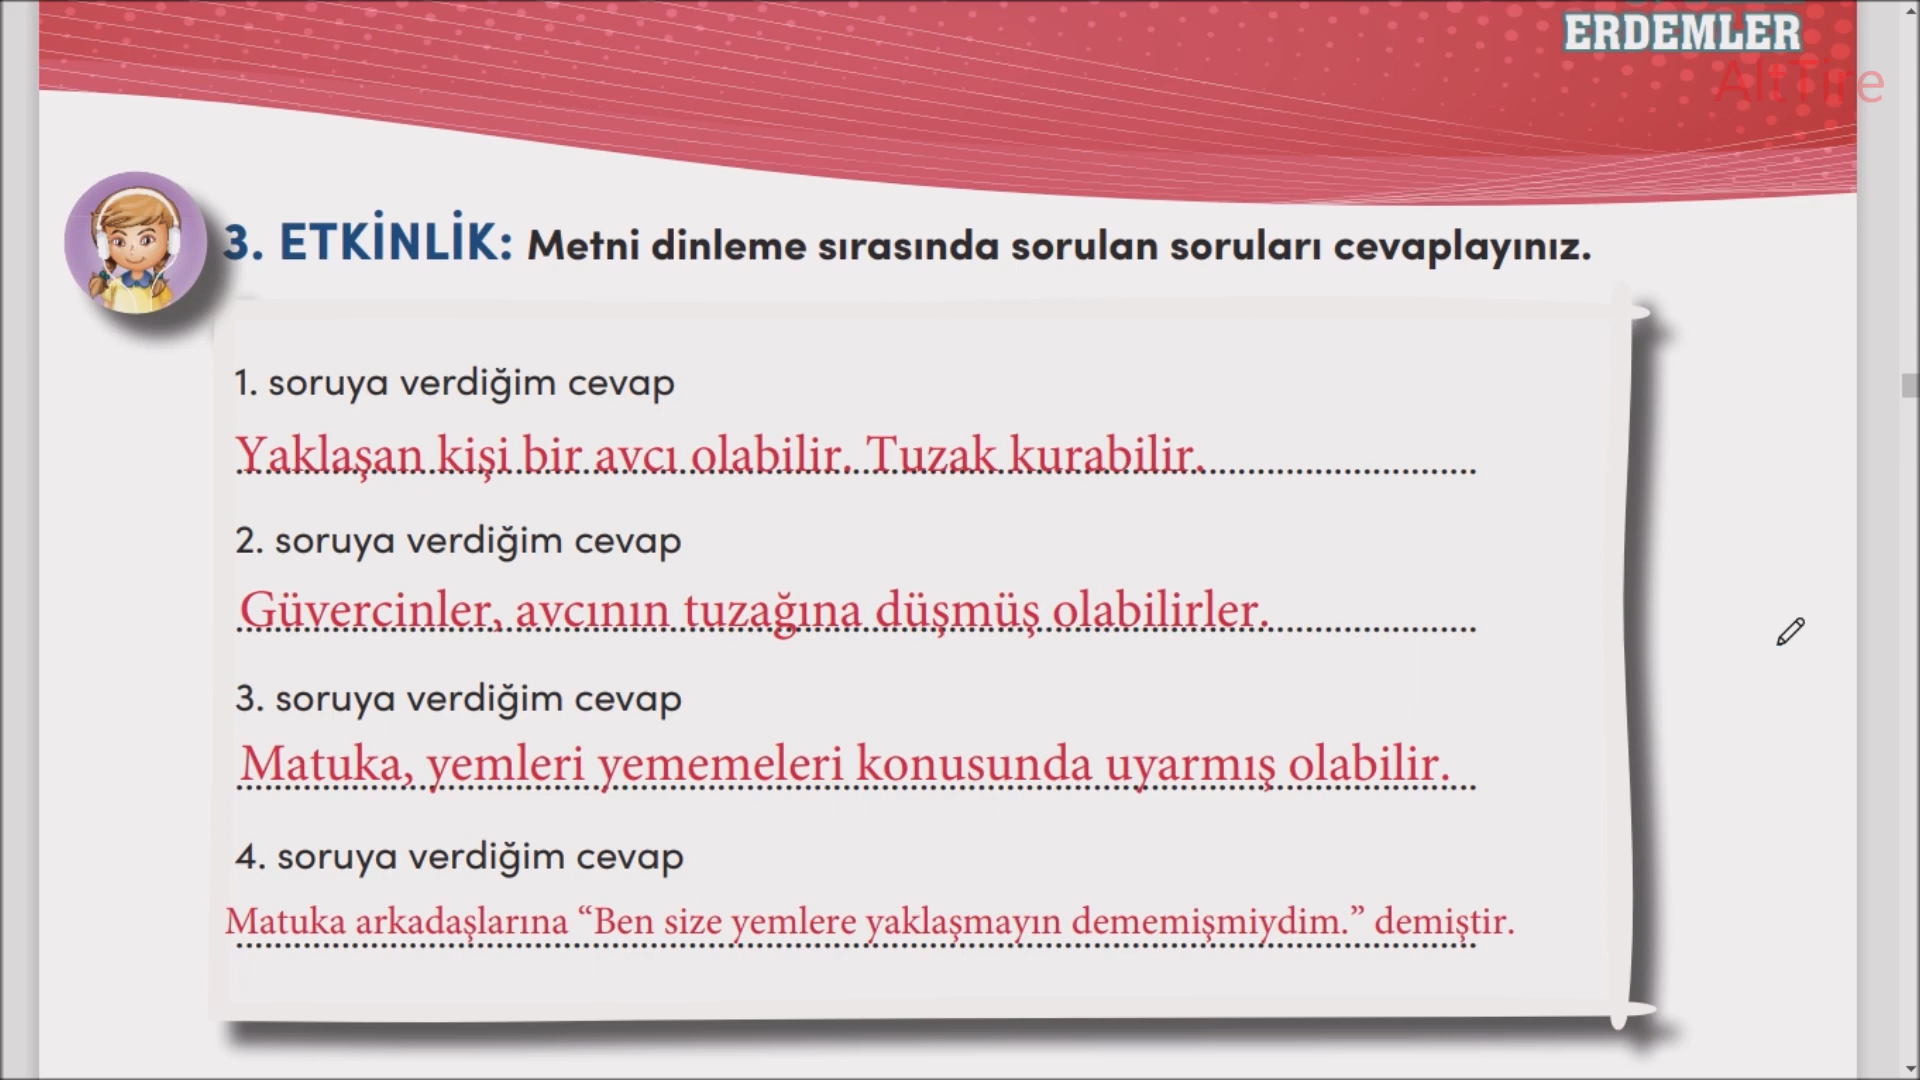 ERDEMLER
AltTire
3. ETKİNLİK: Metni dinleme sırasında sorulan soruları cevaplayınız.
1. soruya verdiğim cevap
Yaklaşan kişi bir avcı olabilir. Tuzak kurabilir.
2. soruya verdiğim cevap
Güvercinler, avcının tuzağına düşmüş olabilirler.
3. soruya verdiğim cevap
Matuka, yemleri yememeleri konusunda uyarmış olabilir.
4. soruya verdiğim cevap
Matuka arkadaşlarına “Ben size yemlere yaklaşmayın dememişmiydim.” demiştir.